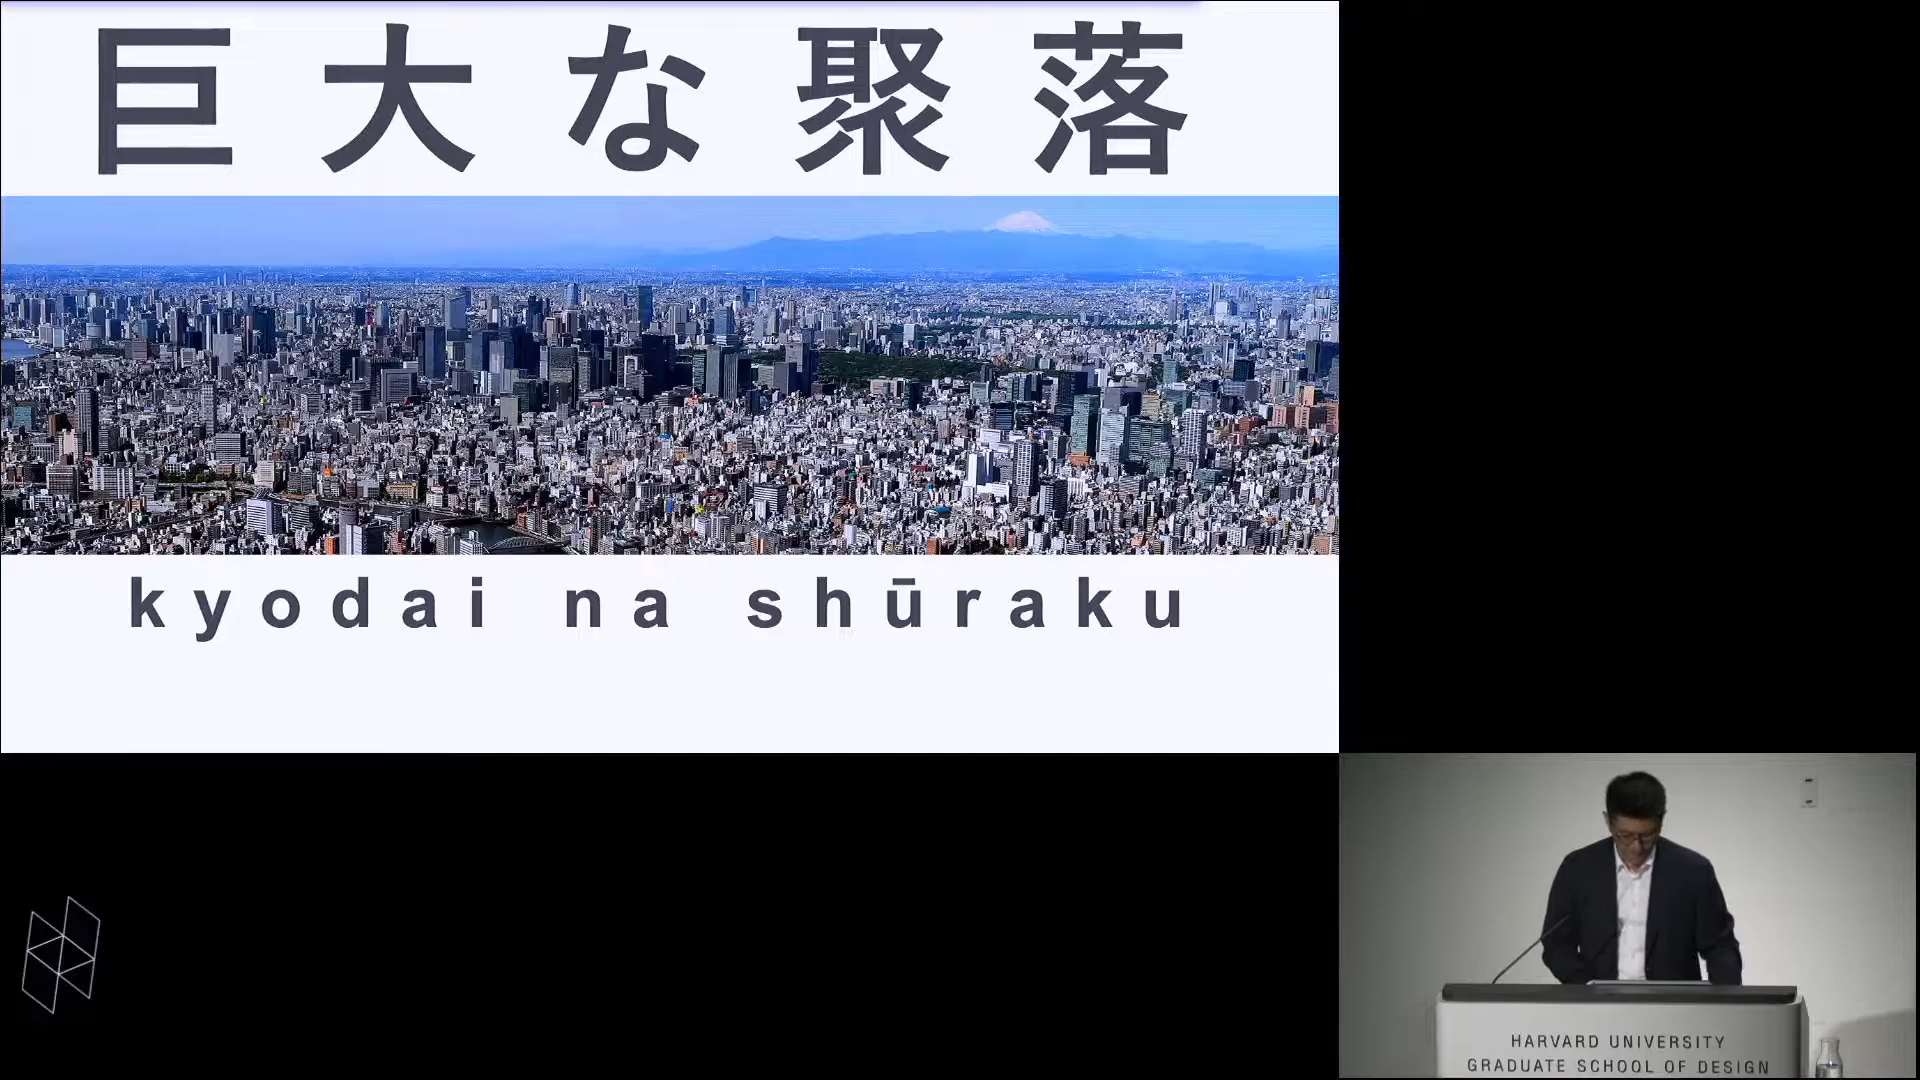 巨大な聚落
kyodai na shūraku
HARVARD UNIVERSITY
GRADUATE SCHOOL OF DESIGN